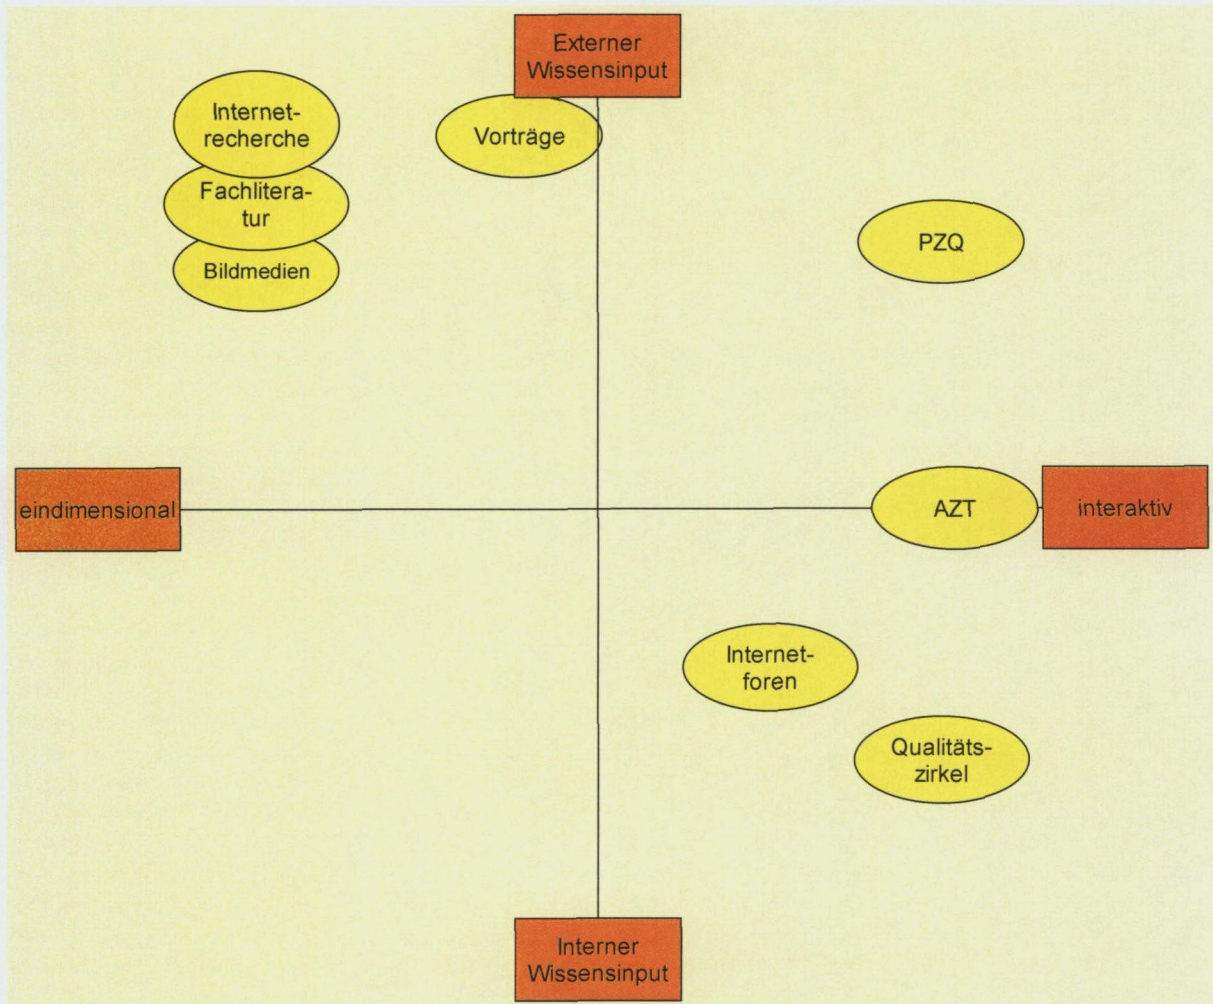 Externer
Wissensinput
Internet-
recherche
Vorträge
Fachlitera-
tur
PZQ
Bildmedien
eindimensional
AZT
interaktiv
Internet-
foren
Qualitäts-
zirkel
Interner
Wissensinput